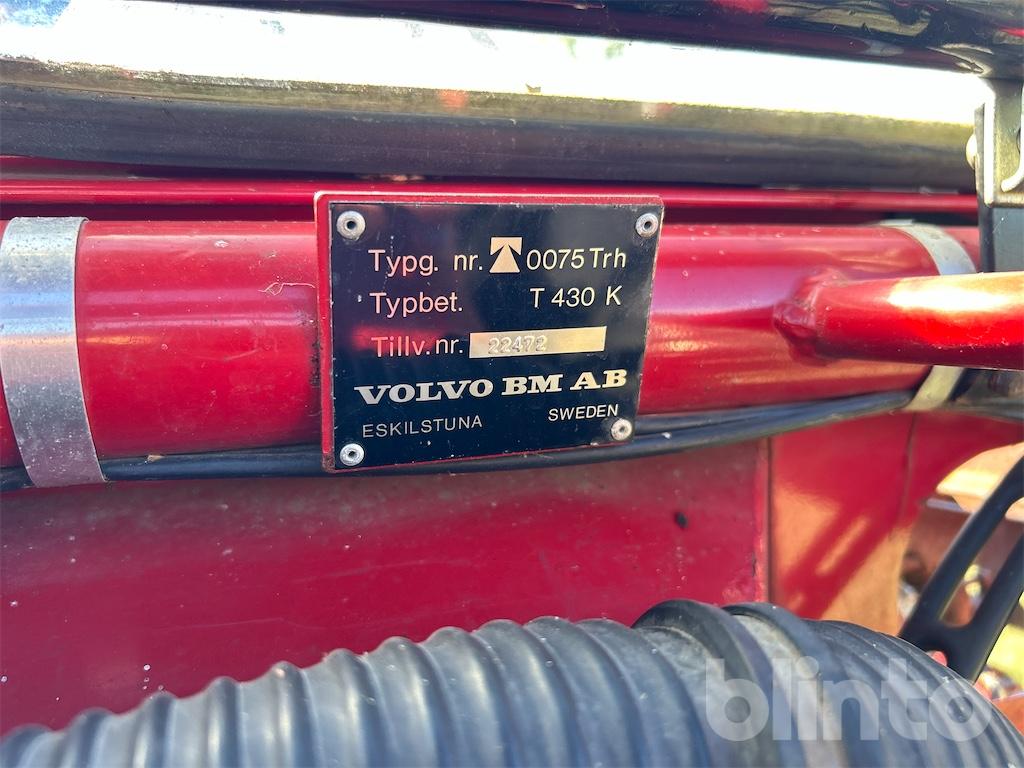 Typg. nr. 0075 Trh
Typbet. T 430 K
Tillv. nr. 22472
VOLVO BM AB
ESKILSTUNA SWEDEN
blinto